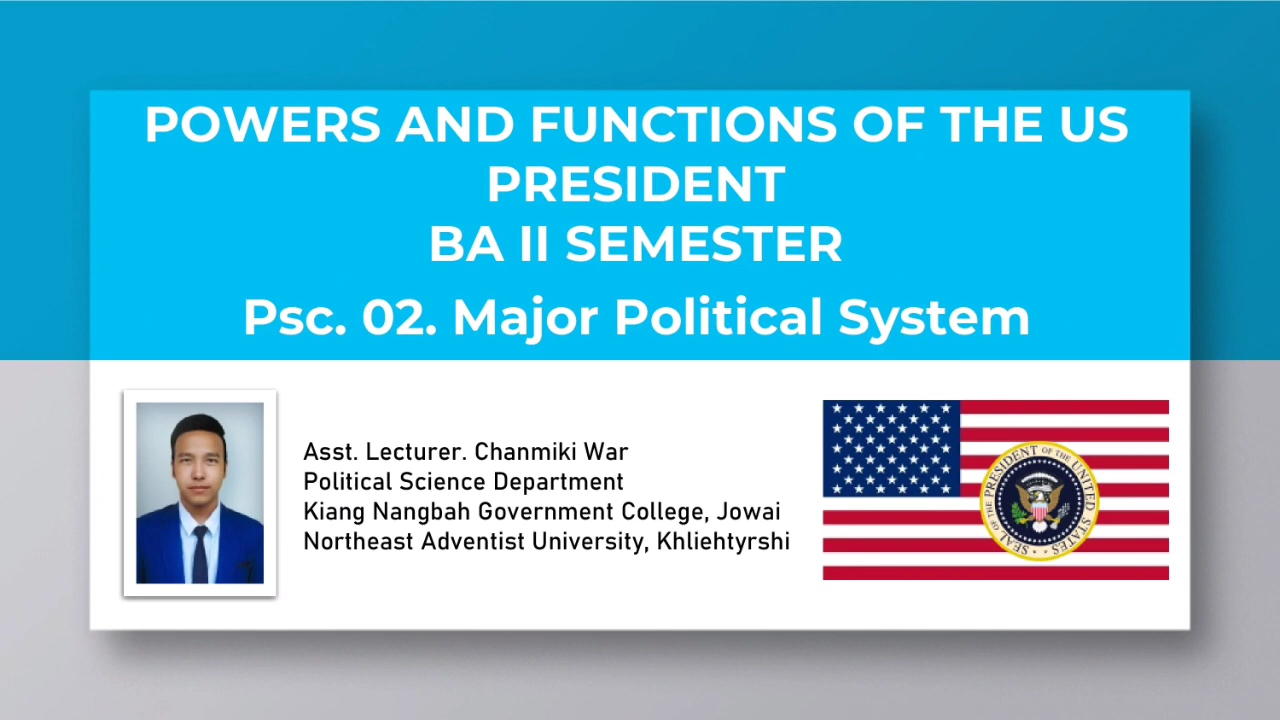 POWERS AND FUNCTIONS OF THE US
PRESIDENT
BA II SEMESTER
Psc. 02. Major Political System
Asst. Lecturer. Chanmiki War
Political Science Department
Kiang Nangbah Government College, Jowai
Northeast Adventist University, Khliehtyrshi
SEAL OF THE PRESIDENT OF THE UNITED STATES